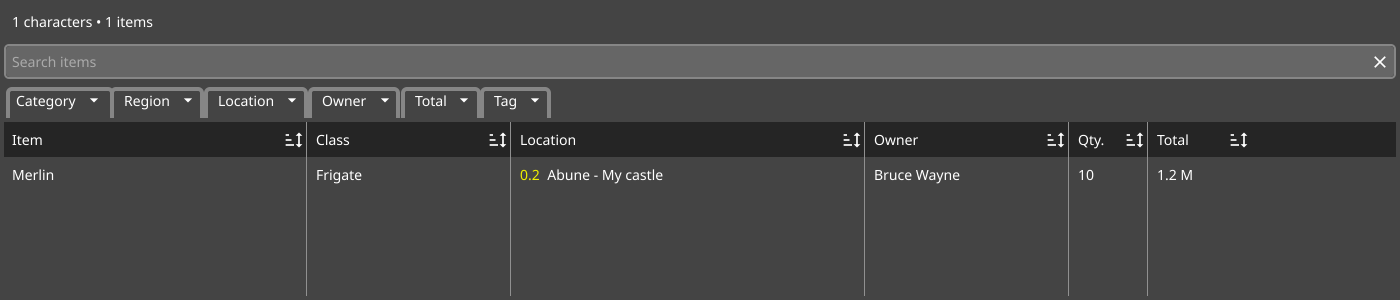 1 characters • 1 items
Search items
Category Region Location Owner Total Tag
Item Class Location Owner Qty. Total
Merlin Frigate 0.2 Abune - My castle Bruce Wayne 10 1.2 M